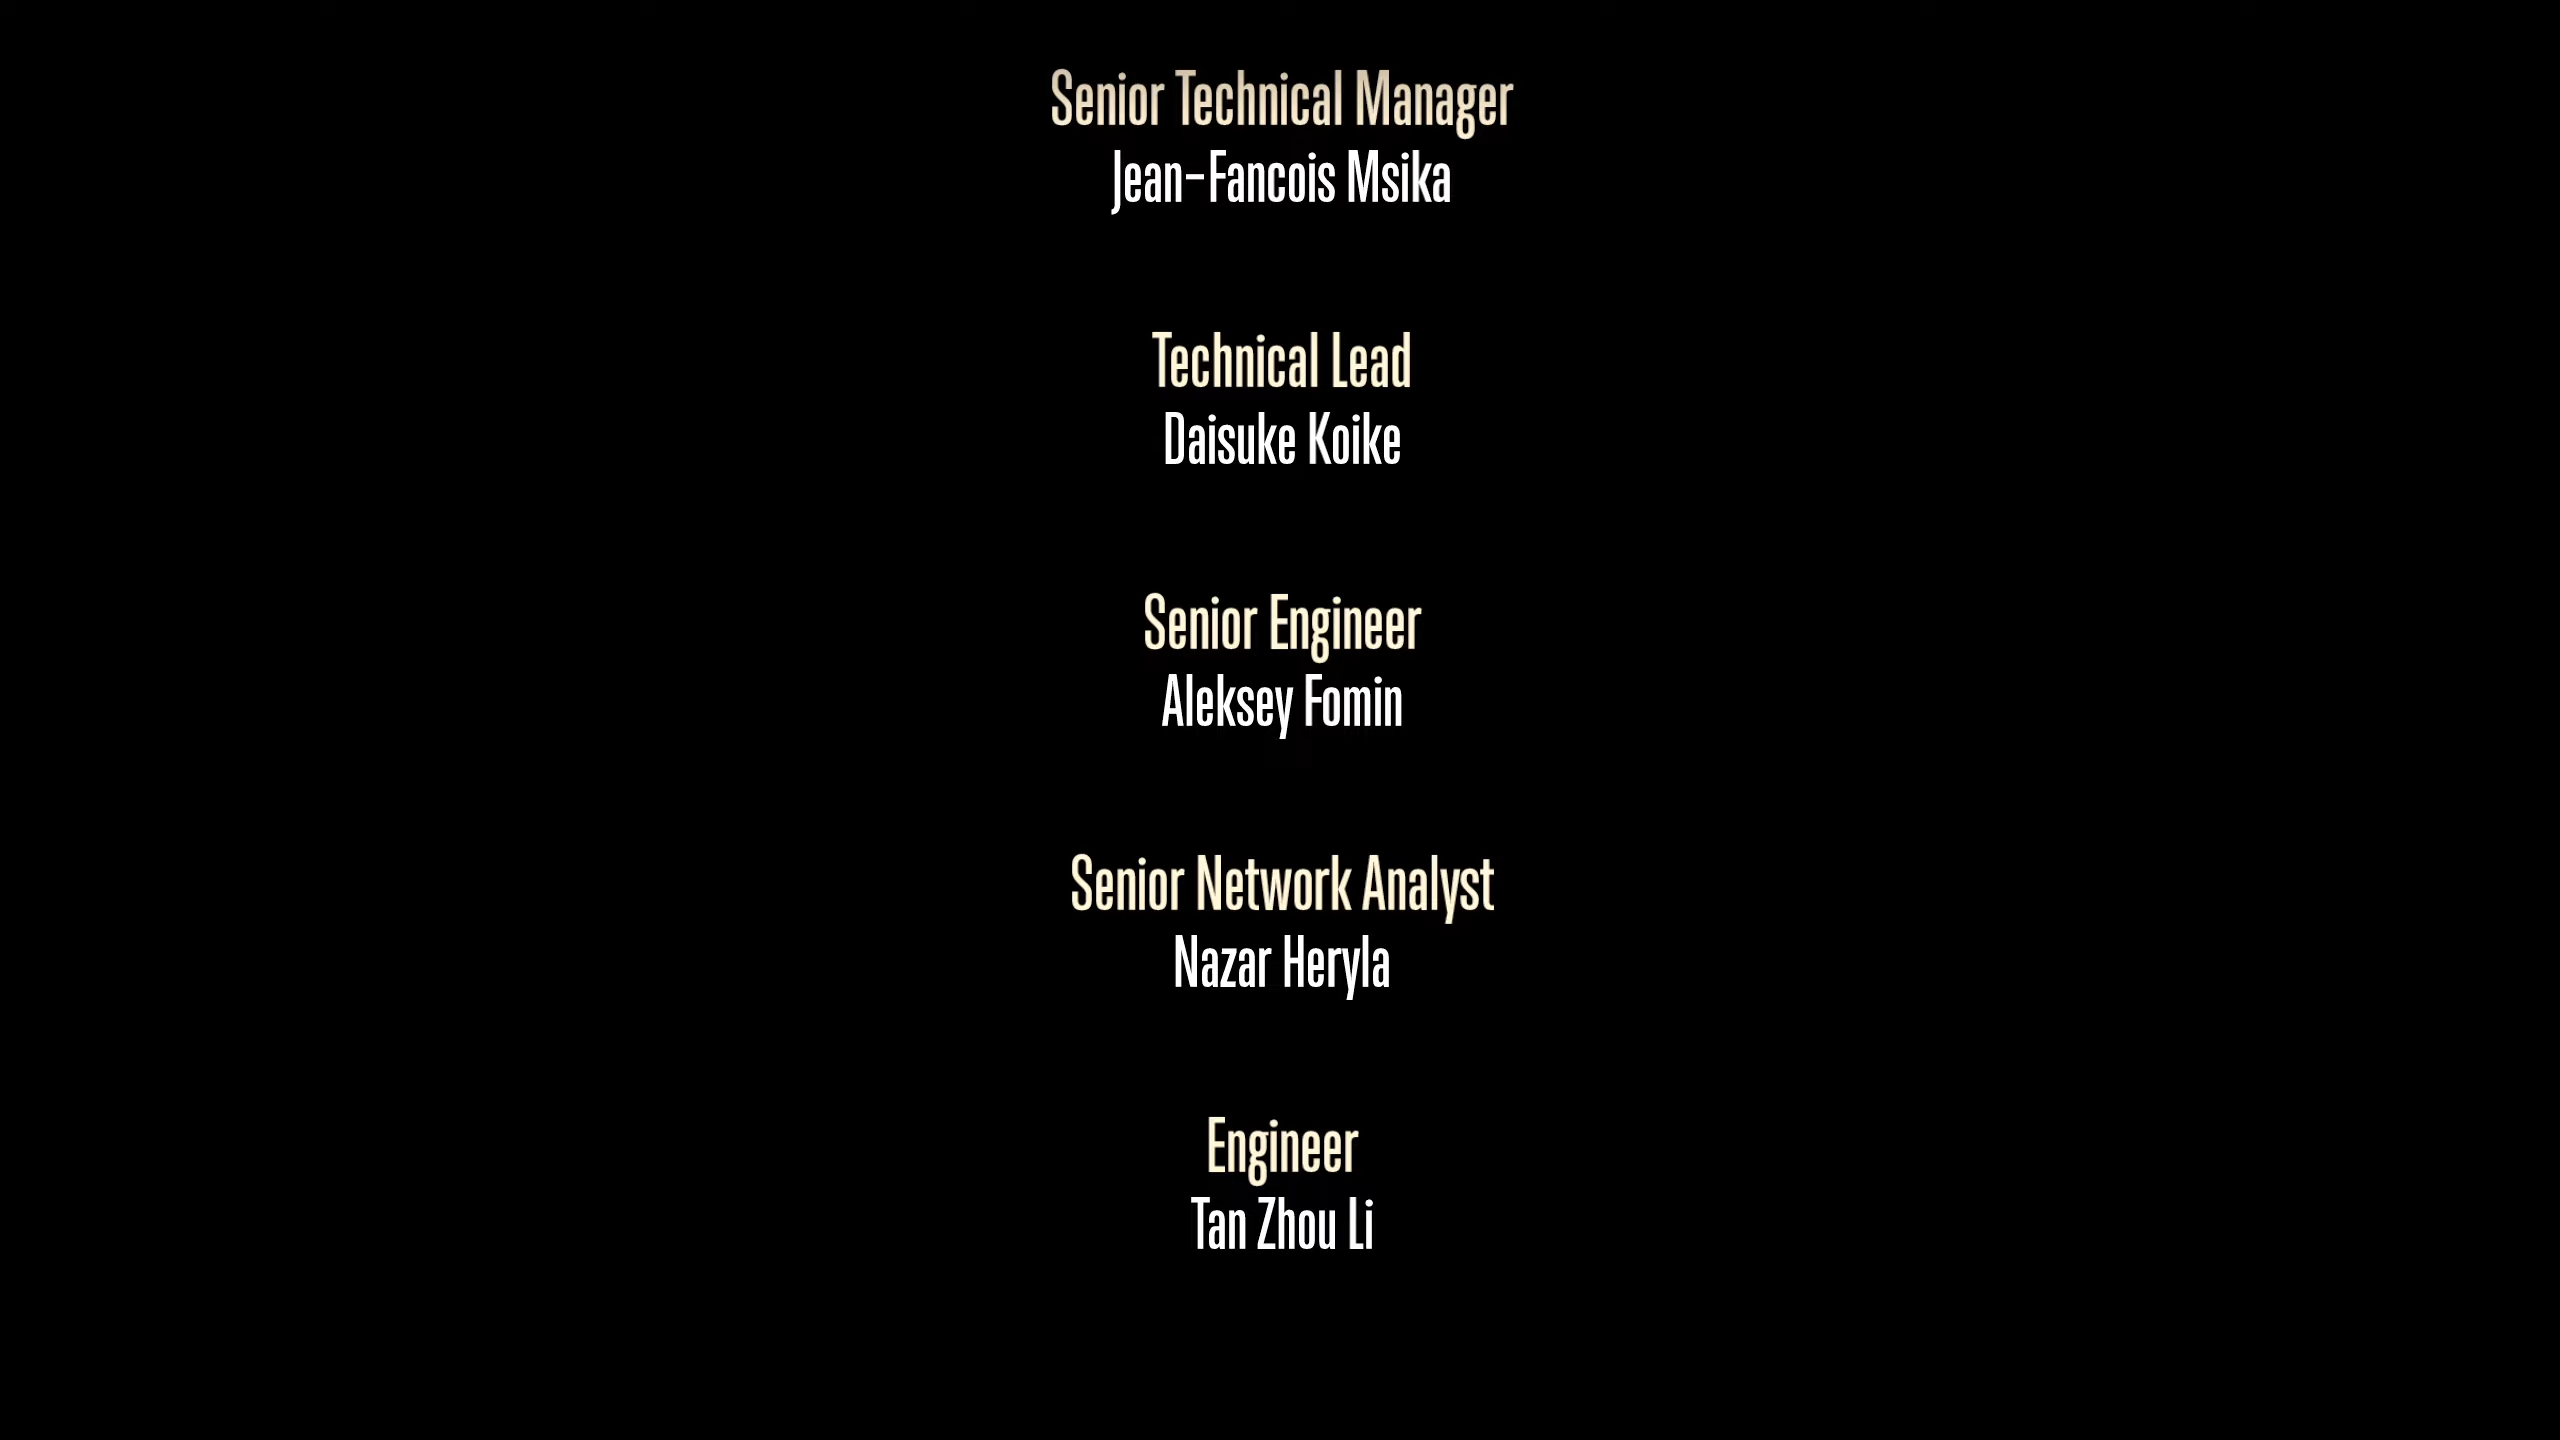 Senior Technical Manager
Jean-Fancois Msika
Technical Lead
Daisuke Koike
Senior Engineer
Aleksey Fomin
Senior Network Analyst
Nazar Heryla
Engineer
Tan Zhou Li